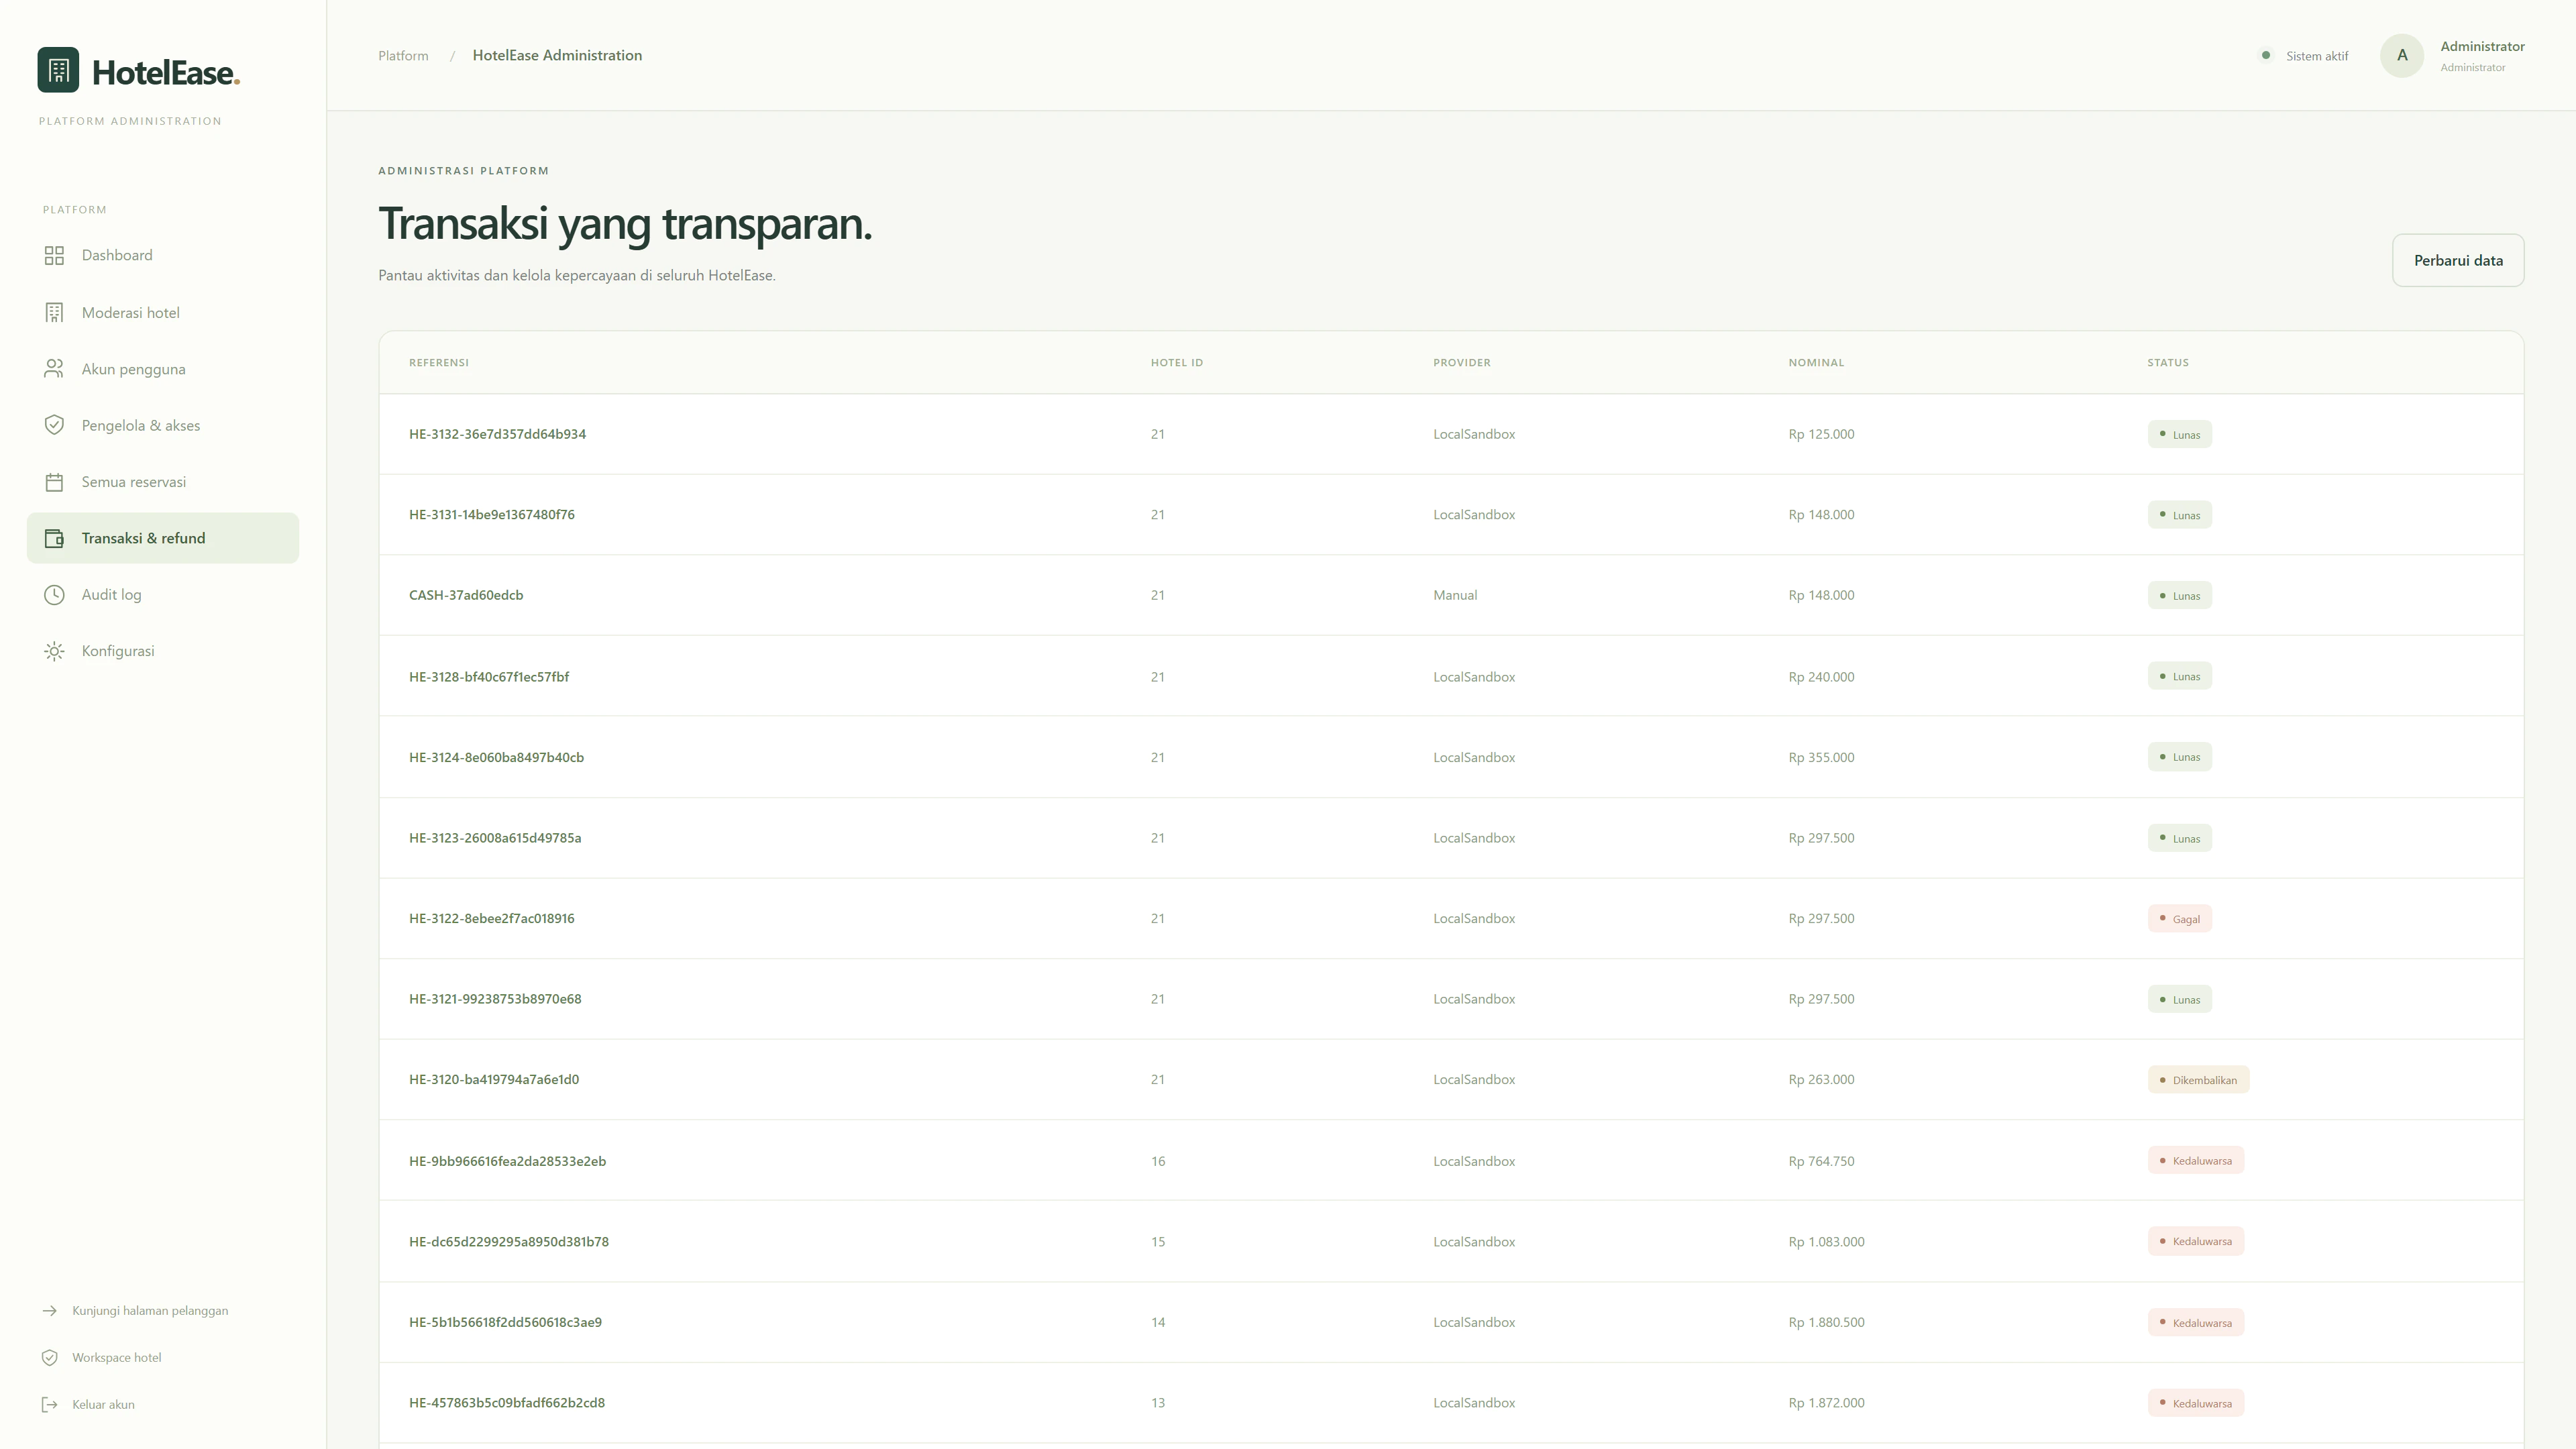 HotelEase.
PLATFORM ADMINISTRATION
PLATFORM
Dashboard
Moderasi hotel
Akun pengguna
Pengelola & akses
Semua reservasi
Transaksi & refund
Audit log
Konfigurasi
Kunjungi halaman pelanggan
Workspace hotel
Keluar akun
Platform / HotelEase Administration
Sistem aktif
A
Administrator
Administrator
ADMINISTRASI PLATFORM
Transaksi yang transparan.
Pantau aktivitas dan kelola kepercayaan di seluruh HotelEase.
Perbarui data
REFERENSI HOTEL ID PROVIDER NOMINAL STATUS
HE-3132-36e7d357dd64b934 21 LocalSandbox Rp 125.000 Lunas
HE-3131-14be9e1367480f76 21 LocalSandbox Rp 148.000 Lunas
CASH-37ad60edcb 21 Manual Rp 148.000 Lunas
HE-3128-bf40c67f1ec57fbf 21 LocalSandbox Rp 240.000 Lunas
HE-3124-8e060ba8497b40cb 21 LocalSandbox Rp 355.000 Lunas
HE-3123-26008a615d49785a 21 LocalSandbox Rp 297.500 Lunas
HE-3122-8ebee2f7ac018916 21 LocalSandbox Rp 297.500 Gagal
HE-3121-99238753b8970e68 21 LocalSandbox Rp 297.500 Lunas
HE-3120-ba419794a7a6e1d0 21 LocalSandbox Rp 263.000 Dikembalikan
HE-9bb966616fea2da28533e2eb 16 LocalSandbox Rp 764.750 Kedaluwarsa
HE-dc65d2299295a8950d381b78 15 LocalSandbox Rp 1.083.000 Kedaluwarsa
HE-5b1b56618f2dd560618c3ae9 14 LocalSandbox Rp 1.880.500 Kedaluwarsa
HE-457863b5c09bfadf662b2cd8 13 LocalSandbox Rp 1.872.000 Kedaluwarsa